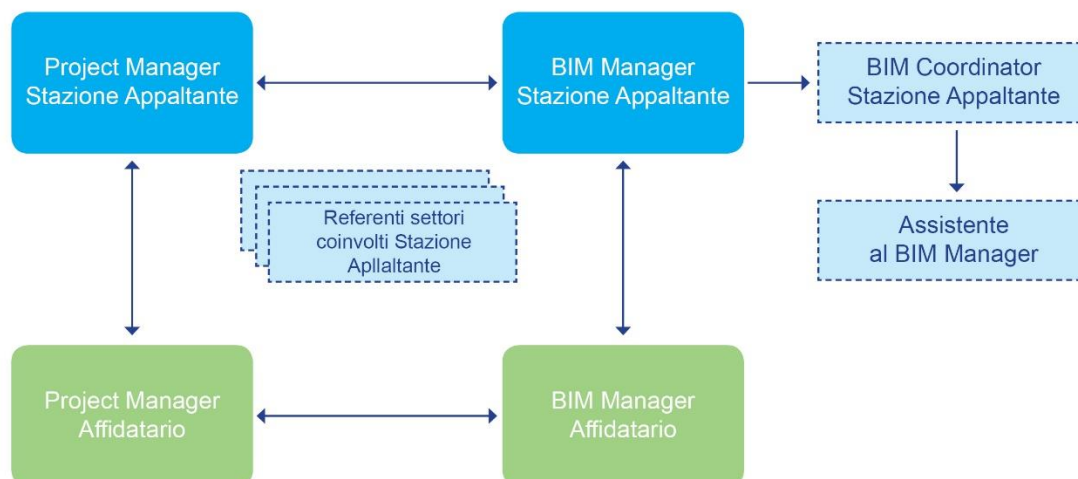 Project Manager
Stazione Appaltante
BIM Manager
Stazione Appaltante
BIM Coordinator
Stazione Appaltante
Referenti settori
coinvolti Stazione
Apllaltante
Assistente
al BIM Manager
Project Manager
Affidatario
BIM Manager
Affidatario